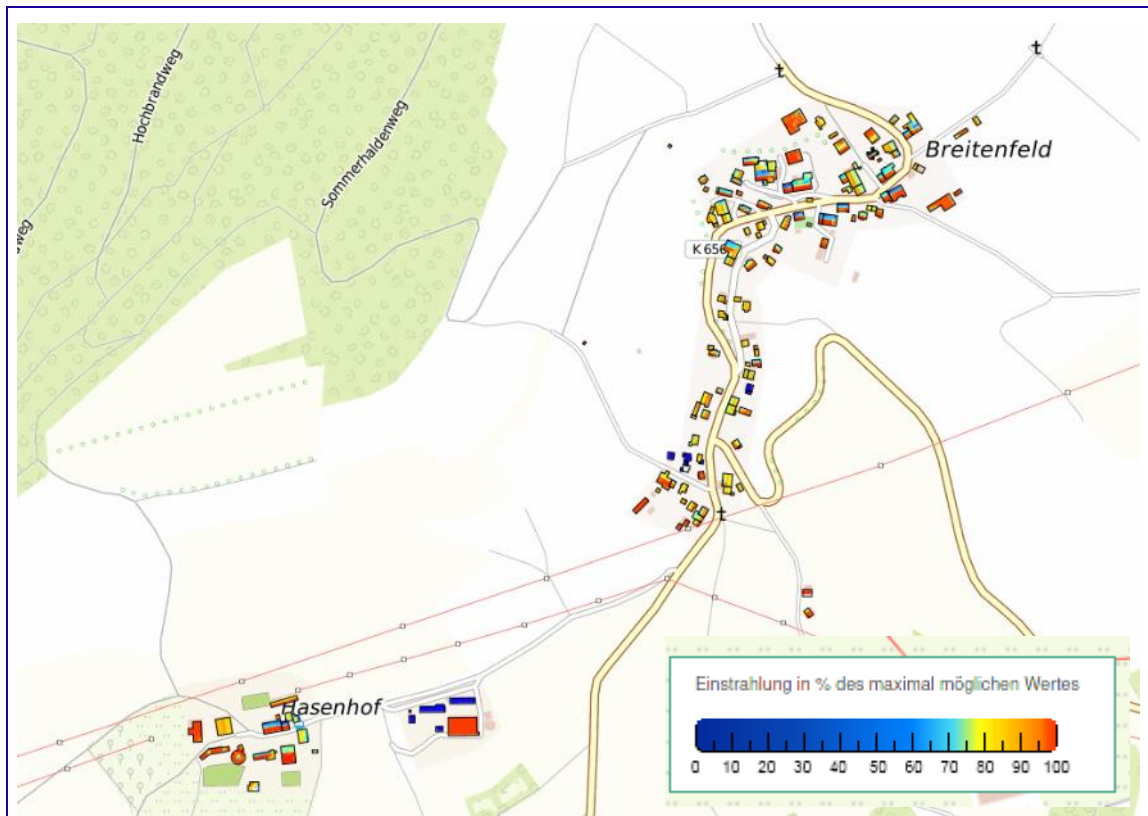 Hochbrandweg
Sommerhaldenweg
weg
Breitenfeld
K 656
Hasenhof
Einstrahlung in % des maximal möglichen Wertes
0 10 20 30 40 50 60 70 80 90 100